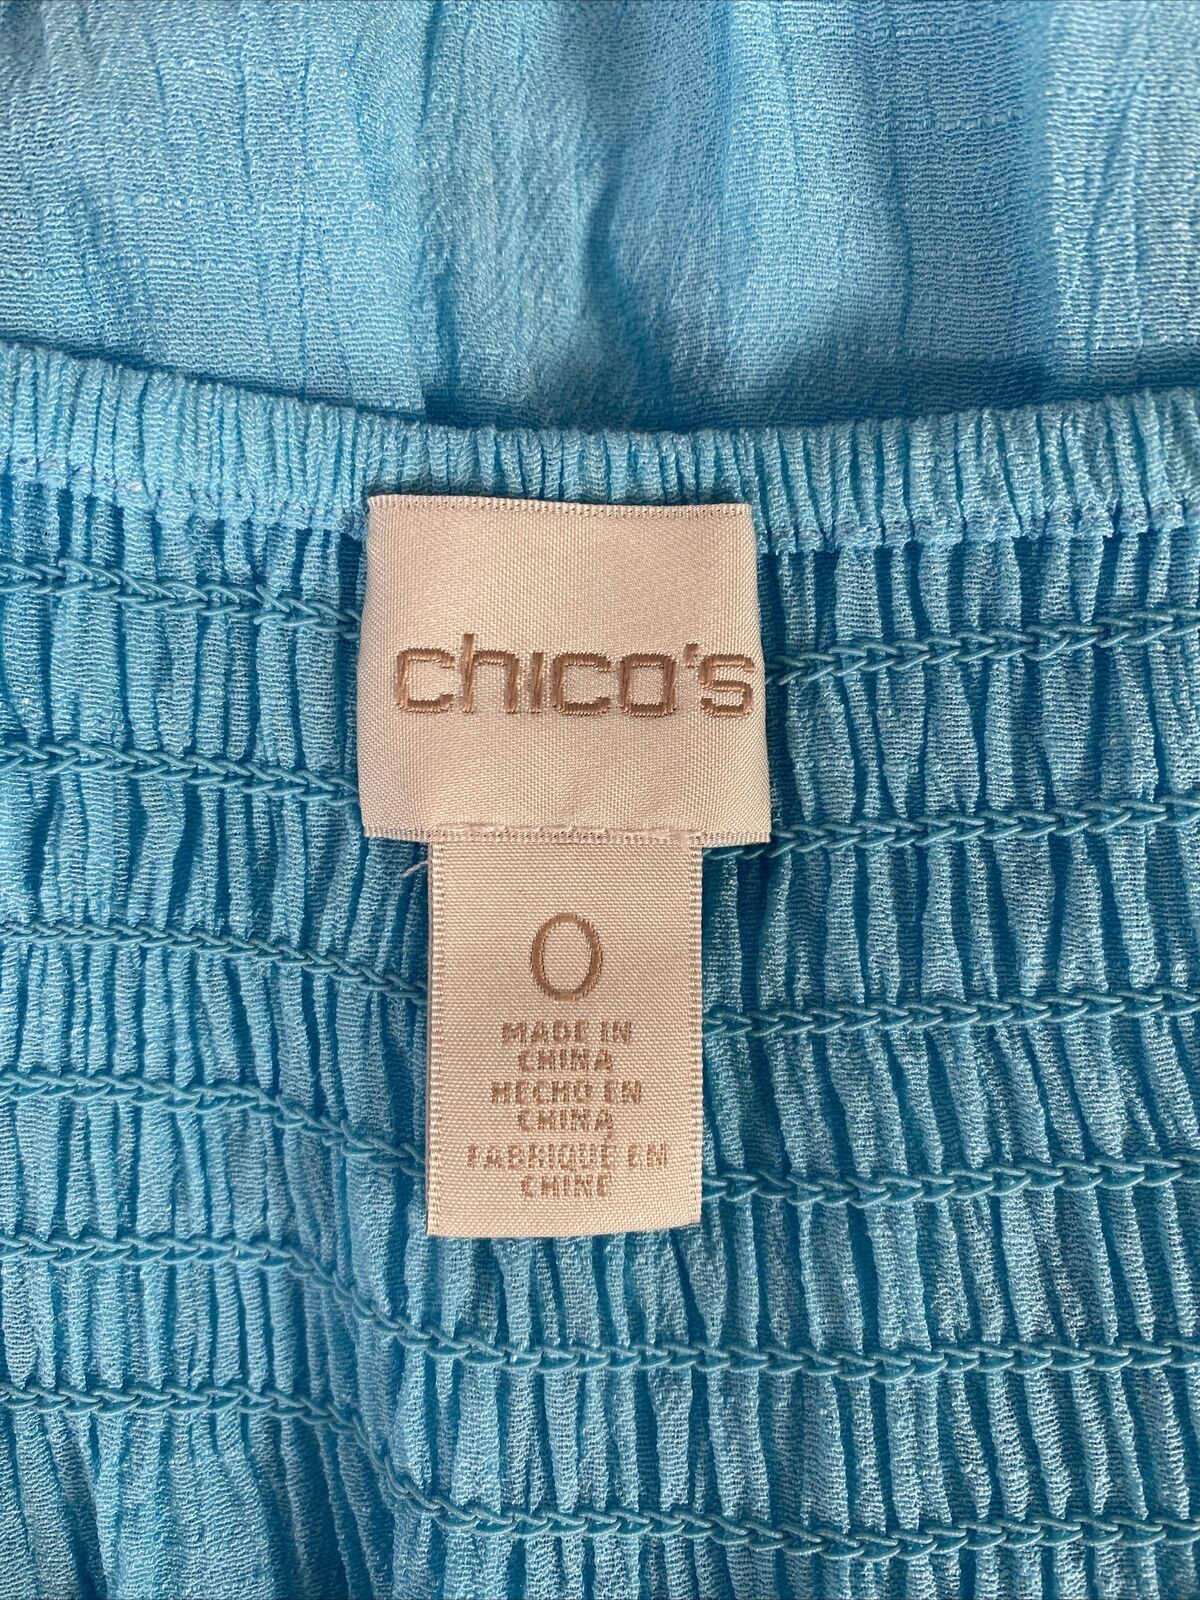 chico's
0
MADE IN
CHINA
HECHO EN
CHINA
FABRIQUÉ EN
CHINE